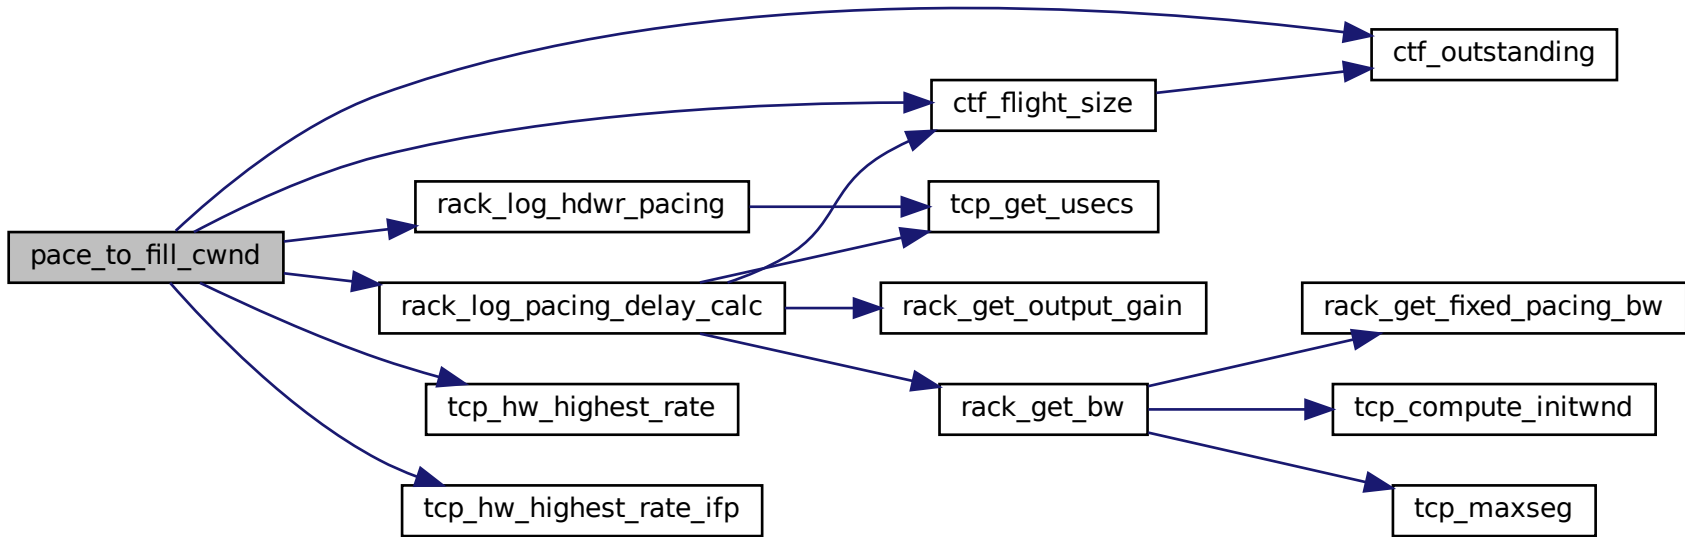 pace_to_fill_cwnd
ctf_outstanding
ctf_flight_size
rack_log_hdwr_pacing
tcp_get_usecs
rack_log_pacing_delay_calc
rack_get_output_gain
rack_get_fixed_pacing_bw
tcp_hw_highest_rate
rack_get_bw
tcp_compute_initwnd
tcp_hw_highest_rate_ifp
tcp_maxseg